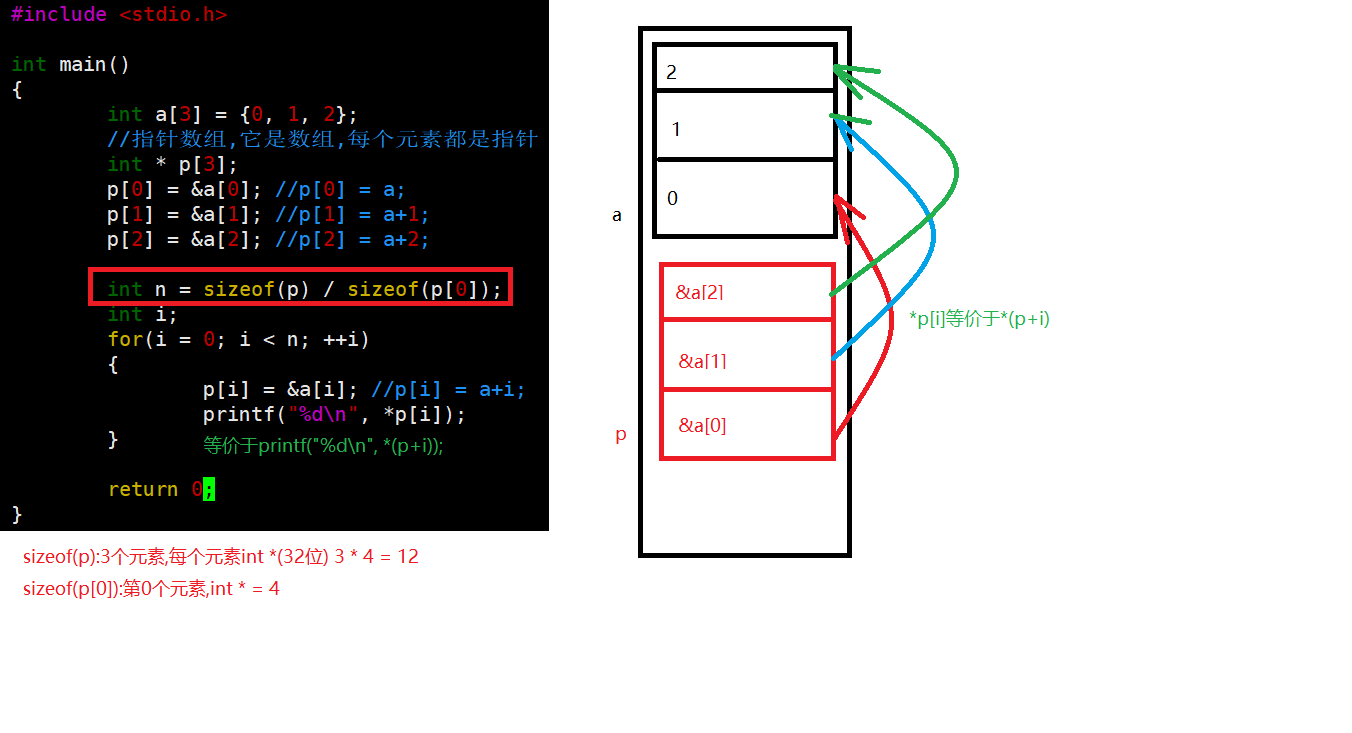 #include <stdio.h>
int main()
{
int a[3] = {0, 1, 2};
//指针数组,它是数组,每个元素都是指针
int * p[3];
p[0] = &a[0]; //p[0] = a;
p[1] = &a[1]; //p[1] = a+1;
p[2] = &a[2]; //p[2] = a+2;
int n = sizeof(p) / sizeof(p[0]);
int i;
for(i = 0; i < n; ++i)
{
p[i] = &a[i]; //p[i] = a+i;
printf("%d\n", *p[i]);
}
等价于printf("%d\n", *(p+i));
return 0;
}
sizeof(p):3个元素,每个元素int *(32位) 3 * 4 = 12
sizeof(p[0]):第0个元素,int * = 4
2
1
0
a
&a[2]
&a[1]
&a[0]
p
*p[i]等价于*(p+i)